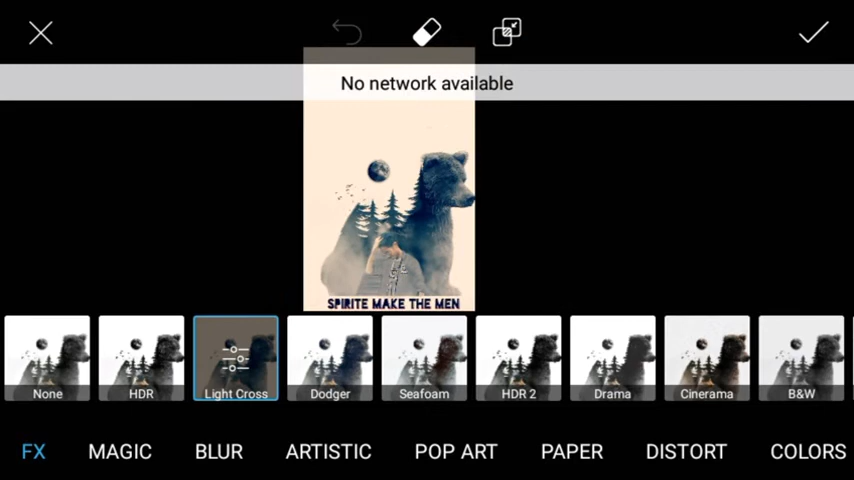 No network available
SPIRITE MAKE THE MEN
None
HDR
Light Cross
Dodger
Seafoam
HDR 2
Drama
Cinerama
B&W
FX
MAGIC
BLUR
ARTISTIC
POP ART
PAPER
DISTORT
COLORS